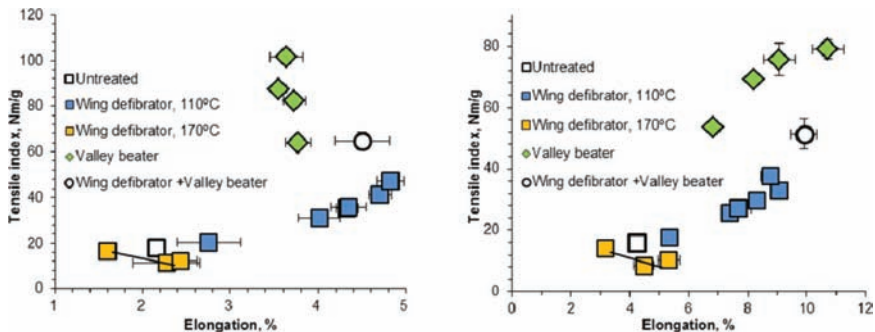 120
100
80
60
40
20
0
Tensile index, Nm/g
Untreated
Wing defibrator, 110ºC
Wing defibrator, 170ºC
Valley beater
Wing defibrator +Valley beater
1
2
3
4
5
Elongation, %
80
60
40
20
0
Tensile index, Nm/g
Untreated
Wing defibrator, 110ºC
Wing defibrator, 170ºC
Valley beater
Wing defibrator +Valley beater
0
2
4
6
8
10
12
Elongation, %